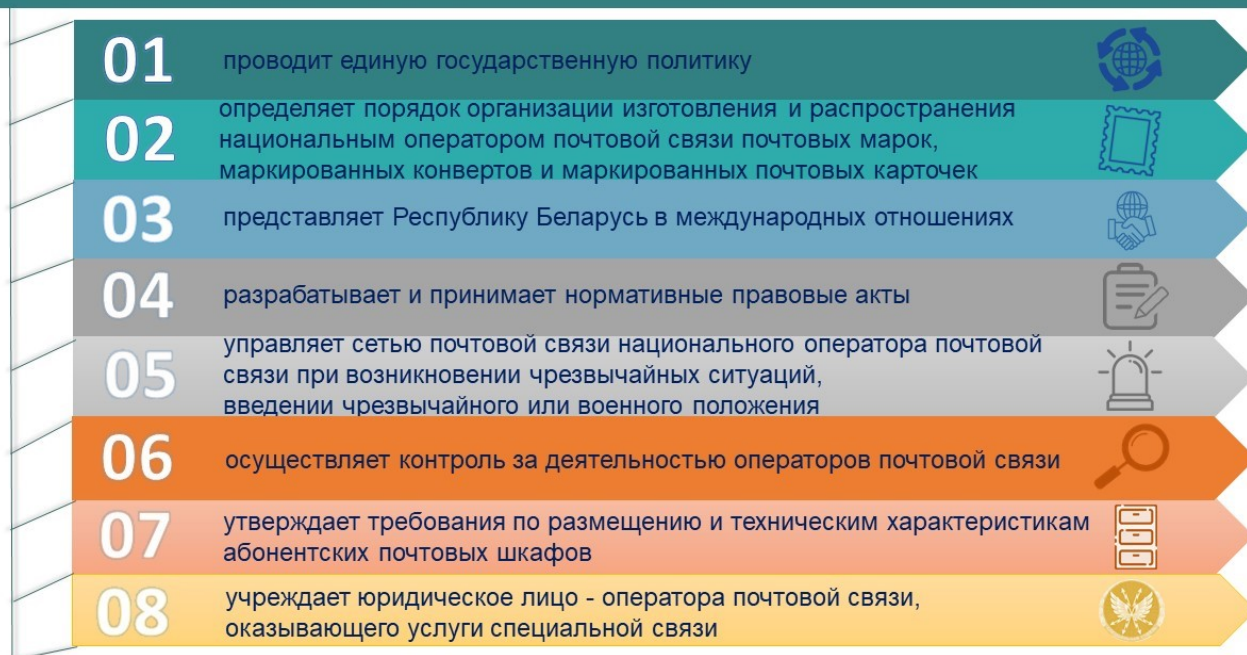 01
проводит единую государственную политику
02
определяет порядок организации изготовления и распространения
национальным оператором почтовой связи почтовых марок,
маркированных конвертов и маркированных почтовых карточек
03
представляет Республику Беларусь в международных отношениях
04
разрабатывает и принимает нормативные правовые акты
05
управляет сетью почтовой связи национального оператора почтовой
связи при возникновении чрезвычайных ситуаций,
введении чрезвычайного или военного положения
06
осуществляет контроль за деятельностью операторов почтовой связи
07
утверждает требования по размещению и техническим характеристикам
абонентских почтовых шкафов
08
учреждает юридическое лицо - оператора почтовой связи,
оказывающего услуги специальной связи